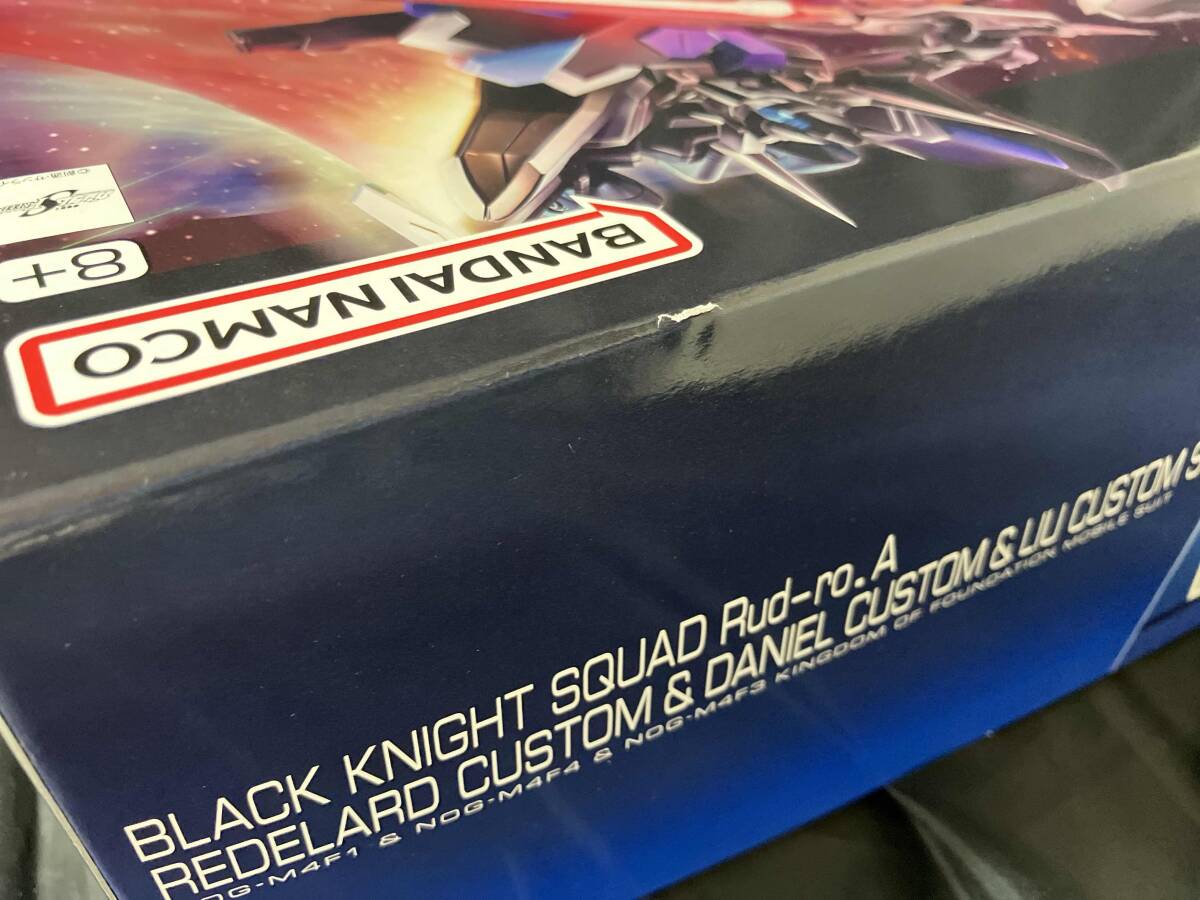 8+
BANDAI NAMCO
BLACK KNIGHT SQUAD Rud-ro.A
REDELARD CUSTOM & DANIEL CUSTOM & LIU CUSTOM S
OG-M4F1 & NOG-M4F4 & NOG-M4F3 KINGDOM OF FOUNDATION MOBILE SUIT